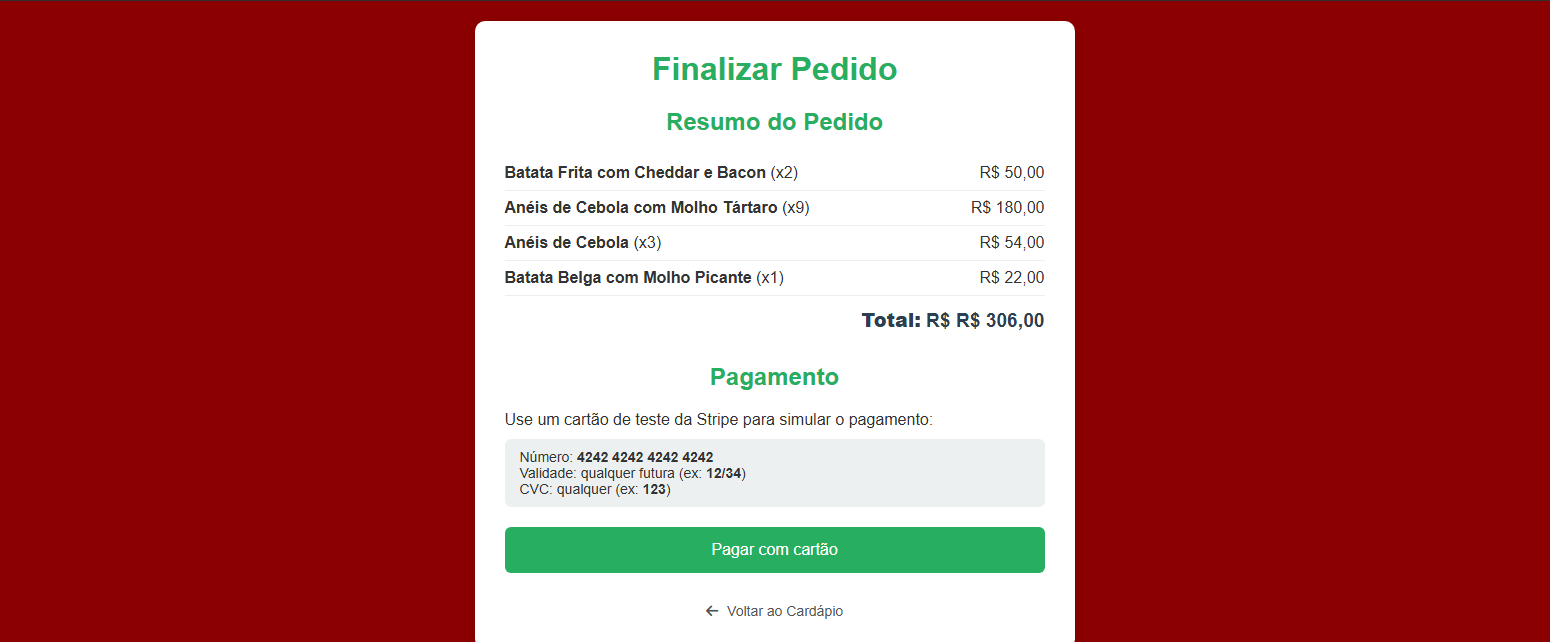 Finalizar Pedido
Resumo do Pedido
Batata Frita com Cheddar e Bacon (x2) R$ 50,00
Anéis de Cebola com Molho Tártaro (x9) R$ 180,00
Anéis de Cebola (x3) R$ 54,00
Batata Belga com Molho Picante (x1) R$ 22,00
Total: R$ R$ 306,00
Pagamento
Use um cartão de teste da Stripe para simular o pagamento:
Número: 4242 4242 4242 4242
Validade: qualquer futura (ex: 12/34)
CVC: qualquer (ex: 123)
Pagar com cartão
← Voltar ao Cardápio